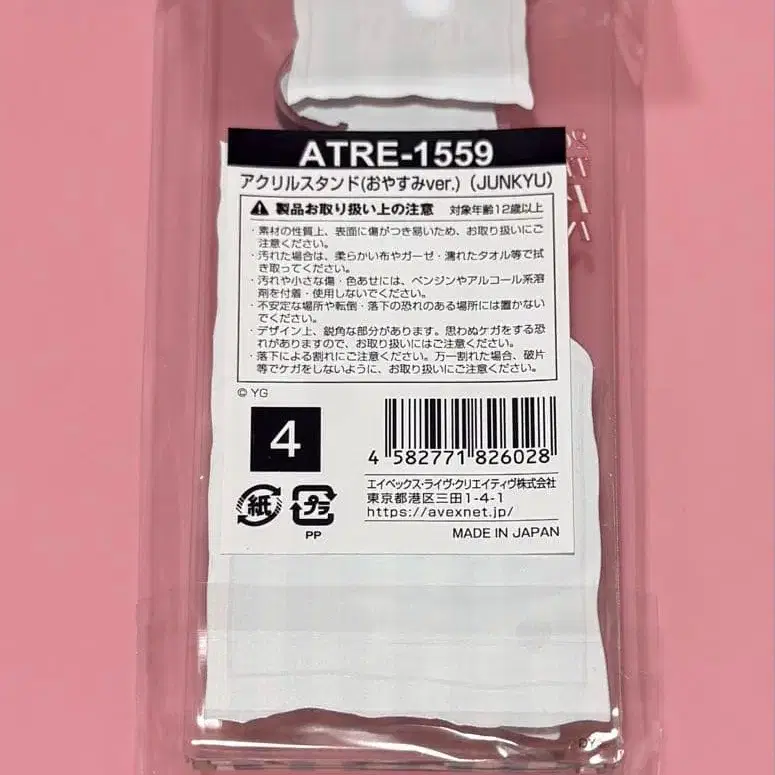 ATRE-1559
アクリルスタンド(おやすみver.)（JUNKYU）
製品お取り扱い上の注意 対象年齢12歳以上
・素材の性質上、表面に傷がつき易いため、お取り扱いにご
注意ください。
・汚れた場合は、柔らかい布やガーゼ・濡れたタオル等で拭
き取ってください。
・汚れや小さな傷・色あせには、ベンジンやアルコール系溶
剤を付着・使用しないでください。
・不安定な場所や転倒・落下の恐れのある場所には置かない
でください。
・デザイン上、鋭角な部分があります。思わぬケガをする恐
れがありますので、お取り扱いにはご注意ください。
・落下による割れにご注意ください。万一割れた場合、破片
等でケガをしないように、お取り扱いにご注意ください。
© YG
4
4 582771 826028
エイベックス・ライヴ・クリエイティヴ株式会社
東京都港区三田1-4-1
https://avexnet.jp/
紙
プラ
PP
MADE IN JAPAN